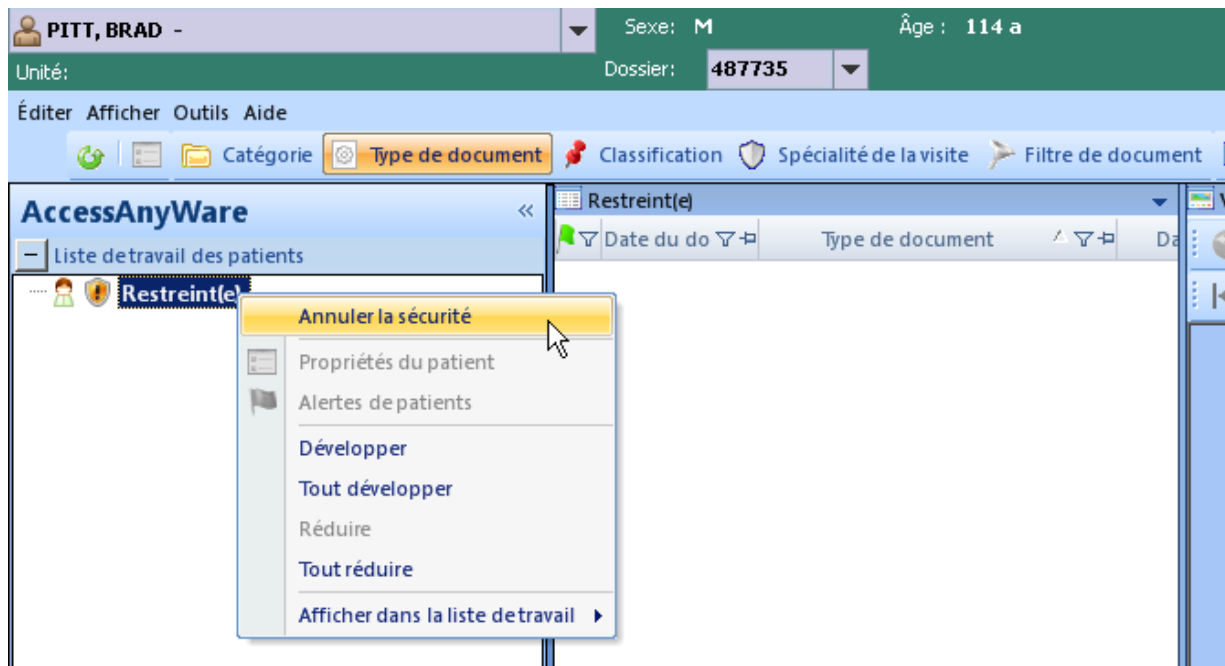 PITT, BRAD -
Sexe: M
Âge : 114 a
Unité:
Dossier: 487735
Éditer Afficher Outils Aide
Catégorie Type de document Classification Spécialité de la visite Filtre de document
AccessAnyWare «
Restreint(e)
Date du do Type de document Da
Liste de travail des patients
Restreint(e)
Annuler la sécurité
Propriétés du patient
Alertes de patients
Développer
Tout développer
Réduire
Tout réduire
Afficher dans la liste de travail